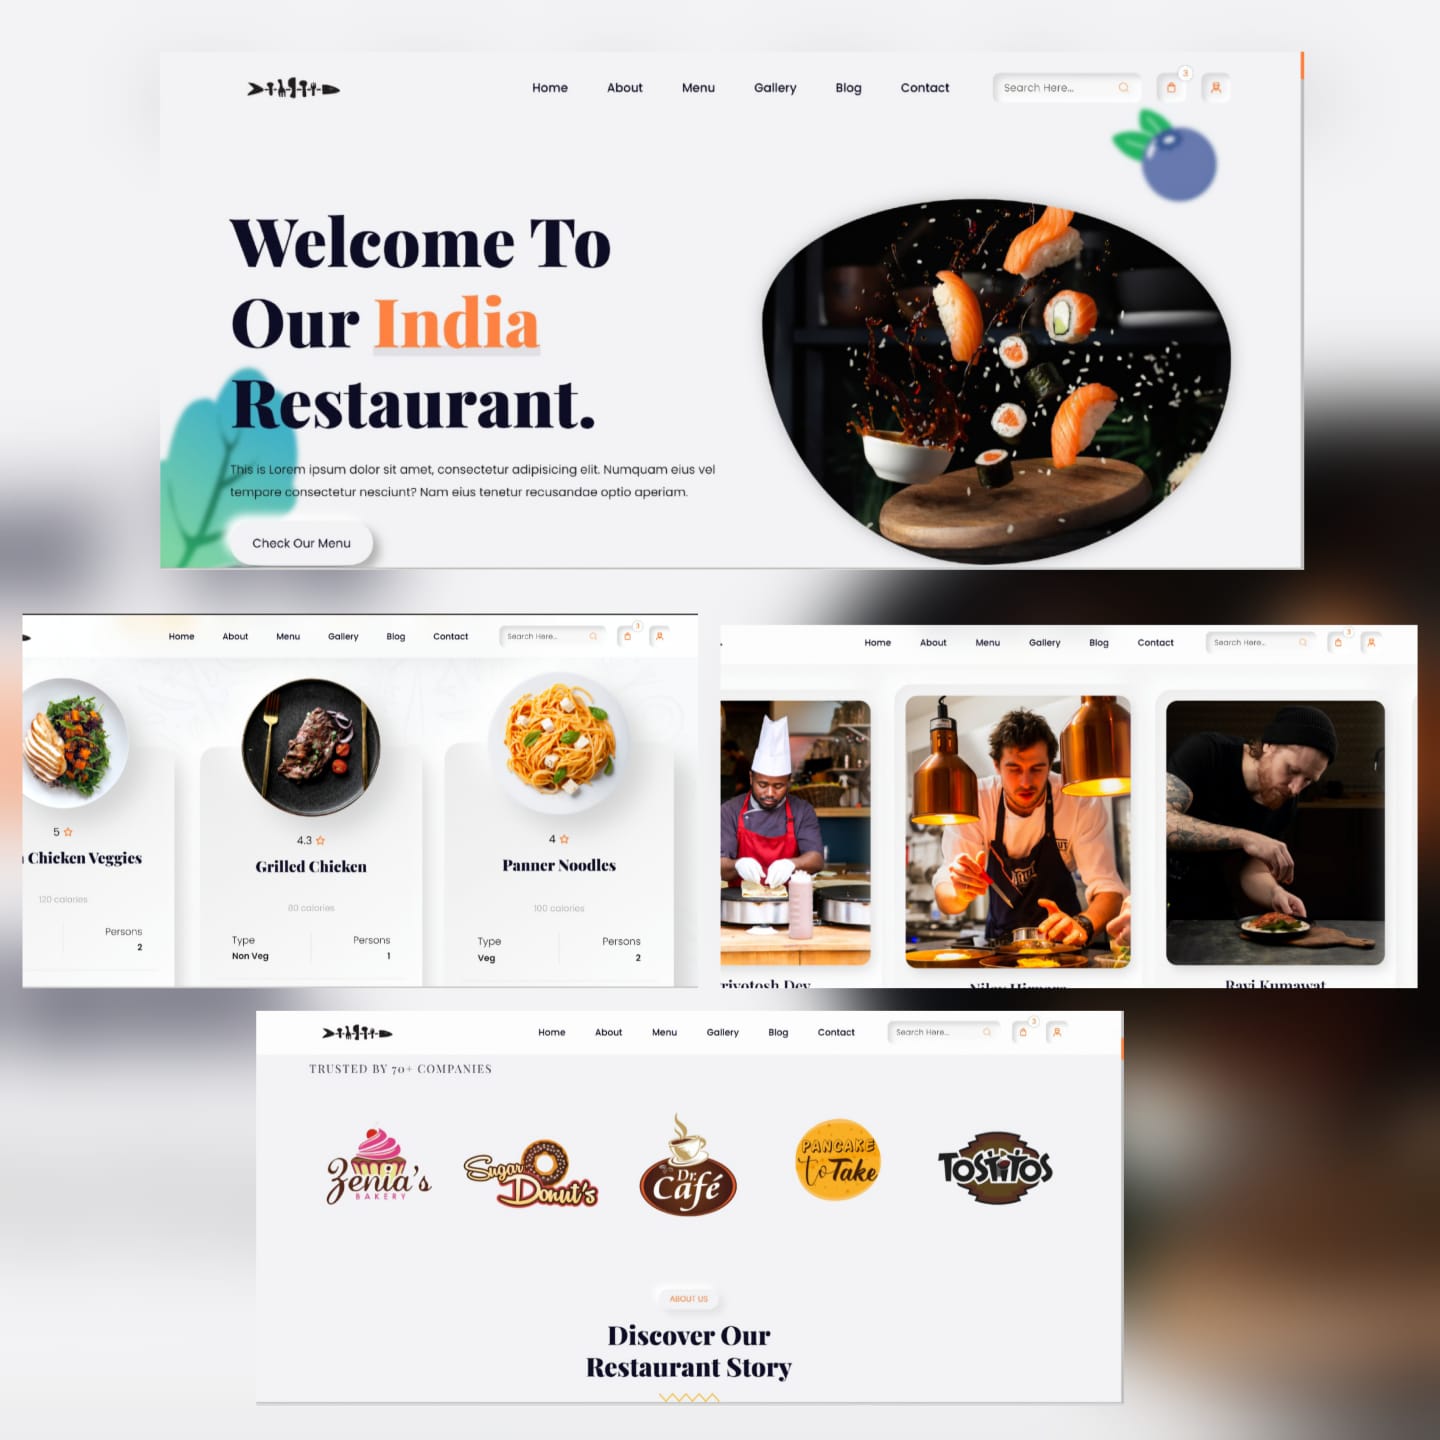 Home About Menu Gallery Blog Contact Search Here... 3
Welcome To
Our India
Restaurant.
This is Lorem ipsum dolor sit amet, consectetur adipisicing elit. Numquam eius vel
tempore consectetur nesciunt? Nam eius tenetur recusandae optio aperiam.
Check Our Menu
Home About Menu Gallery Blog Contact Search Here... 3
5
Chicken Veggies
120 calories
Persons
2
4.3
Grilled Chicken
80 calories
Type Persons
Non Veg 1
4
Panner Noodles
100 calories
Type Persons
Veg 2
Home About Menu Gallery Blog Contact Search Here... 3
Dev
Ravi Kumawat
Home About Menu Gallery Blog Contact Search Here... 3
TRUSTED BY 70+ COMPANIES
Zenia's
BAKERY
Sugar
Donut's
Dr.
Café
PANCAKE
to Take
TOSTITOS
ABOUT US
Discover Our
Restaurant Story